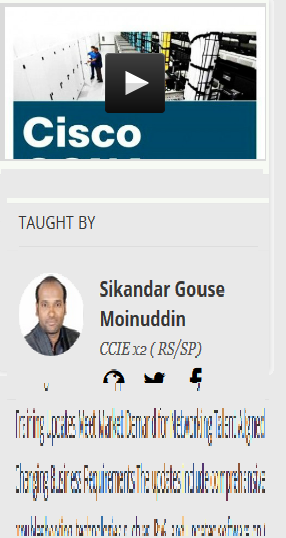 Cisco
TAUGHT BY
Sikandar Gouse
Moinuddin
CCIE x2 ( RS/SP)
Training Updates Meet Market Demand for Networking Talent Aligned
Changing Business Requirements The updates include comprehensive